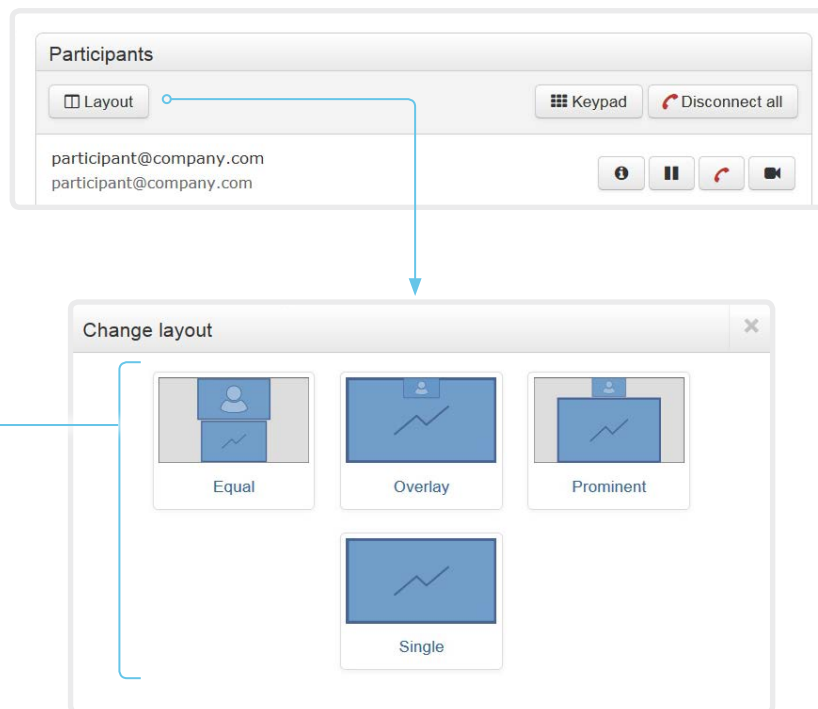 Participants
Layout
Keypad
Disconnect all
participant@company.com
participant@company.com
Change layout
Equal
Overlay
Prominent
Single